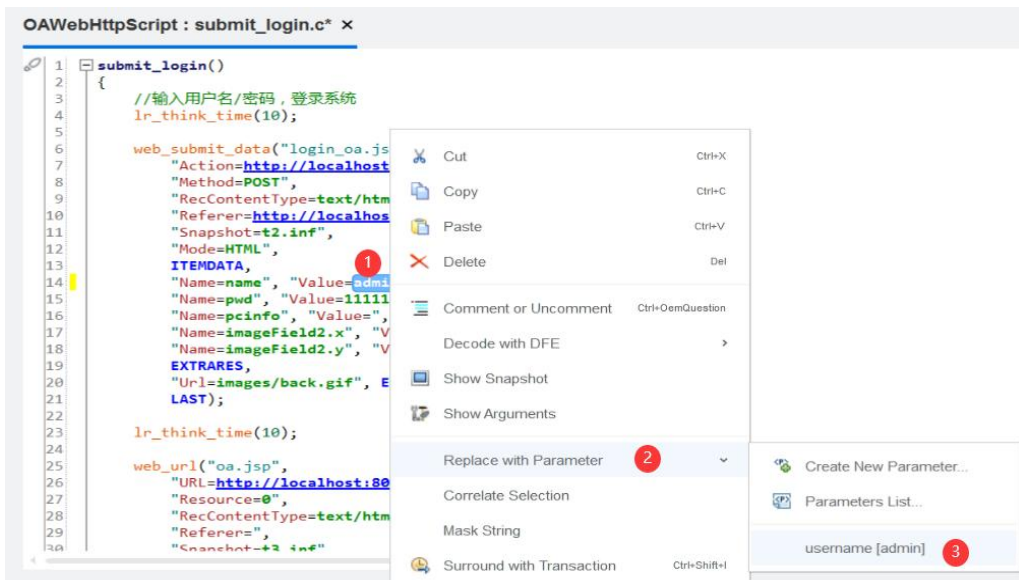 OAWebHttpScript : submit_login.c* ×
1 submit_login()
2 {
3 //输入用户名/密码，登录系统
4 lr_think_time(10);
5
6 web_submit_data("login_oa.js
7 "Action=http://localhost
8 "Method=POST",
9 "RecContentType=text/htm
10 "Referer=http://localhos
11 "Snapshot=t2.inf",
12 "Mode=HTML",
13 ITEMDATA,
14 "Name=name", "Value=admi
15 "Name=pwd", "Value=11111
16 "Name=pcinfo", "Value=",
17 "Name=imageField2.x", "V
18 "Name=imageField2.y", "V
19 EXTRARES,
20 "Url=images/back.gif", E
21 LAST);
22
23 lr_think_time(10);
24
25 web_url("oa.jsp",
26 "URL=http://localhost:80
27 "Resource=0",
28 "RecContentType=text/htm
29 "Referer=",
30 "Snapshot=t3.inf"
1
Cut Ctrl+X
Copy Ctrl+C
Paste Ctrl+V
Delete Del
Comment or Uncomment Ctrl+OemQuestion
Decode with DFE
Show Snapshot
Show Arguments
Replace with Parameter 2
Correlate Selection
Mask String
Surround with Transaction Ctrl+Shift+I
Create New Parameter...
Parameters List...
username [admin] 3